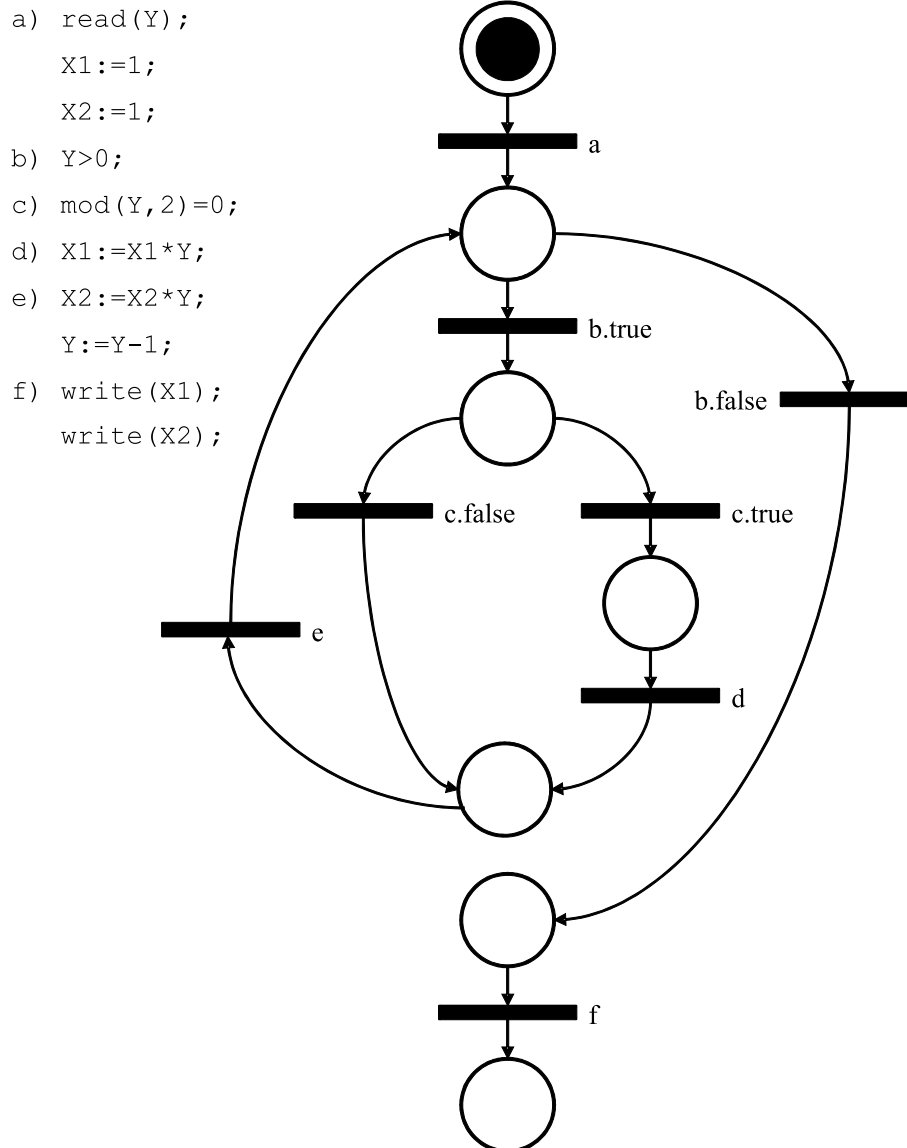 a) read(Y);
X1:=1;
X2:=1;
b) Y>0;
c) mod(Y,2)=0;
d) X1:=X1*Y;
e) X2:=X2*Y;
Y:=Y-1;
f) write(X1);
write(X2);
a
b.true
b.false
c.false
c.true
e
d
f